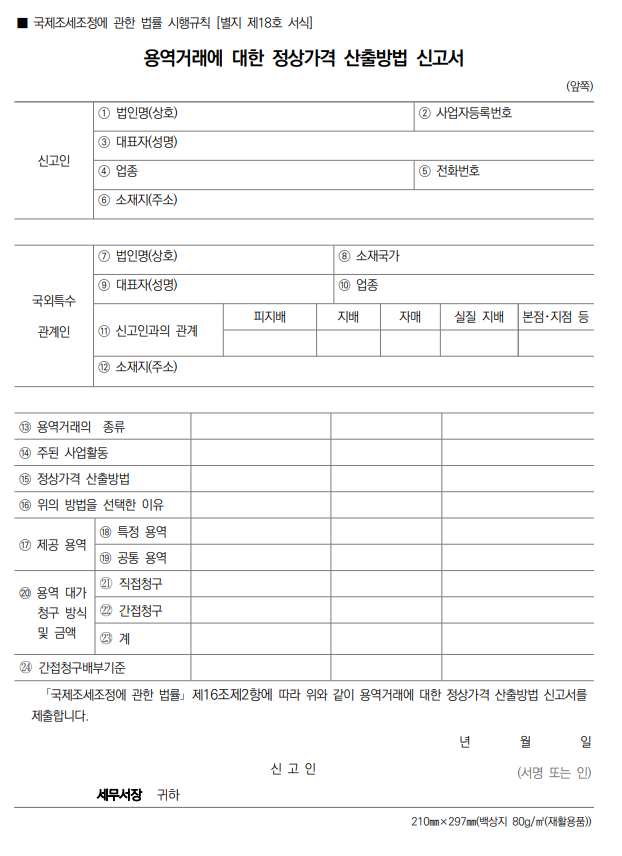 ■ 국제조세조정에 관한 법률 시행규칙 [별지 제18호 서식]
용역거래에 대한 정상가격 산출방법 신고서
(앞쪽)
신고인
① 법인명(상호)
② 사업자등록번호
③ 대표자(성명)
④ 업종
⑤ 전화번호
⑥ 소재지(주소)
국외특수
관계인
⑦ 법인명(상호)
⑧ 소재국가
⑨ 대표자(성명)
⑩ 업종
⑪ 신고인과의 관계
피지배
지배
자매
실질 지배
본점·지점 등
⑫ 소재지(주소)
⑬ 용역거래의 종류
⑭ 주된 사업활동
⑮ 정상가격 산출방법
⑯ 위의 방법을 선택한 이유
⑰ 제공 용역
⑱ 특정 용역
⑲ 공통 용역
⑳ 용역 대가
청구 방식
및 금액
㉑ 직접청구
㉒ 간접청구
㉓ 계
㉔ 간접청구배부기준
「국제조세조정에 관한 법률」제16조제2항에 따라 위와 같이 용역거래에 대한 정상가격 산출방법 신고서를
제출합니다.
년 월 일
신 고 인 (서명 또는 인)
세무서장 귀하
210㎜×297㎜(백상지 80g/㎡(재활용품))